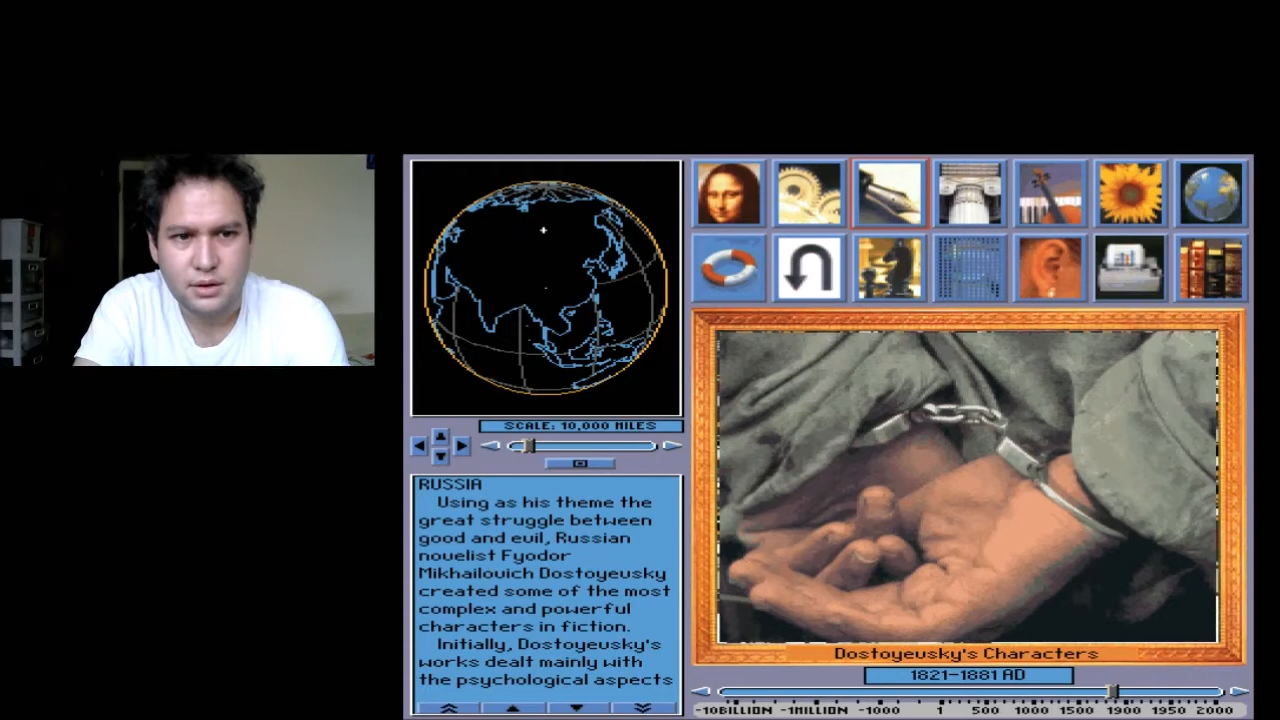 SCALE: 10,000 MILES
RUSSIA
Using as his theme the
great struggle between
good and evil, Russian
novelist Fyodor
Mikhailovich Dostoyevsky
created some of the most
complex and powerful
characters in fiction.
Initially, Dostoyevsky's
works dealt mainly with
the psychological aspects
Dostoyevsky's Characters
1821-1881 AD
-10BILLION -1MILLION -1000 1 500 1000 1500 1900 1950 2000